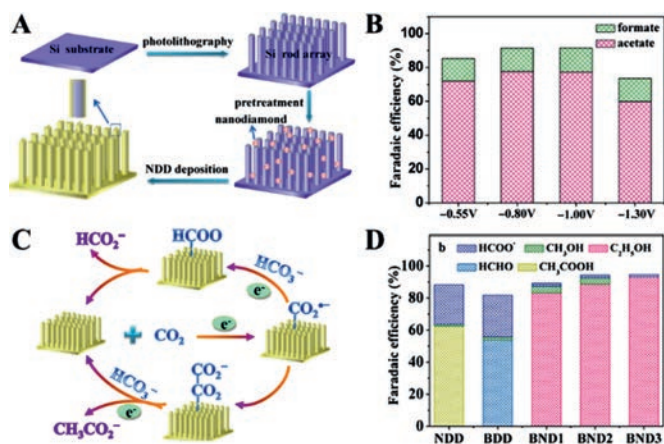 A
Si substrate
photolithography
Si rod array
pretreatment
nanodiamond
NDD deposition
B
Faradaic efficiency (%)
100
80
60
40
20
0
formate
acetate
−0.55V
−0.80V
−1.00V
−1.30V
C
HCO₂⁻
HCOO
HCO₃⁻
e⁻
CO₂•⁻
+ CO₂
e⁻
CO₂⁻
CO₂
HCO₃⁻
e⁻
CH₃CO₂⁻
D
b
HCOO⁻ CH₃OH C₂H₅OH
HCHO CH₃COOH
Faradaic efficiency (%)
100
80
60
40
20
0
NDD
BDD
BND1
BND2
BND3